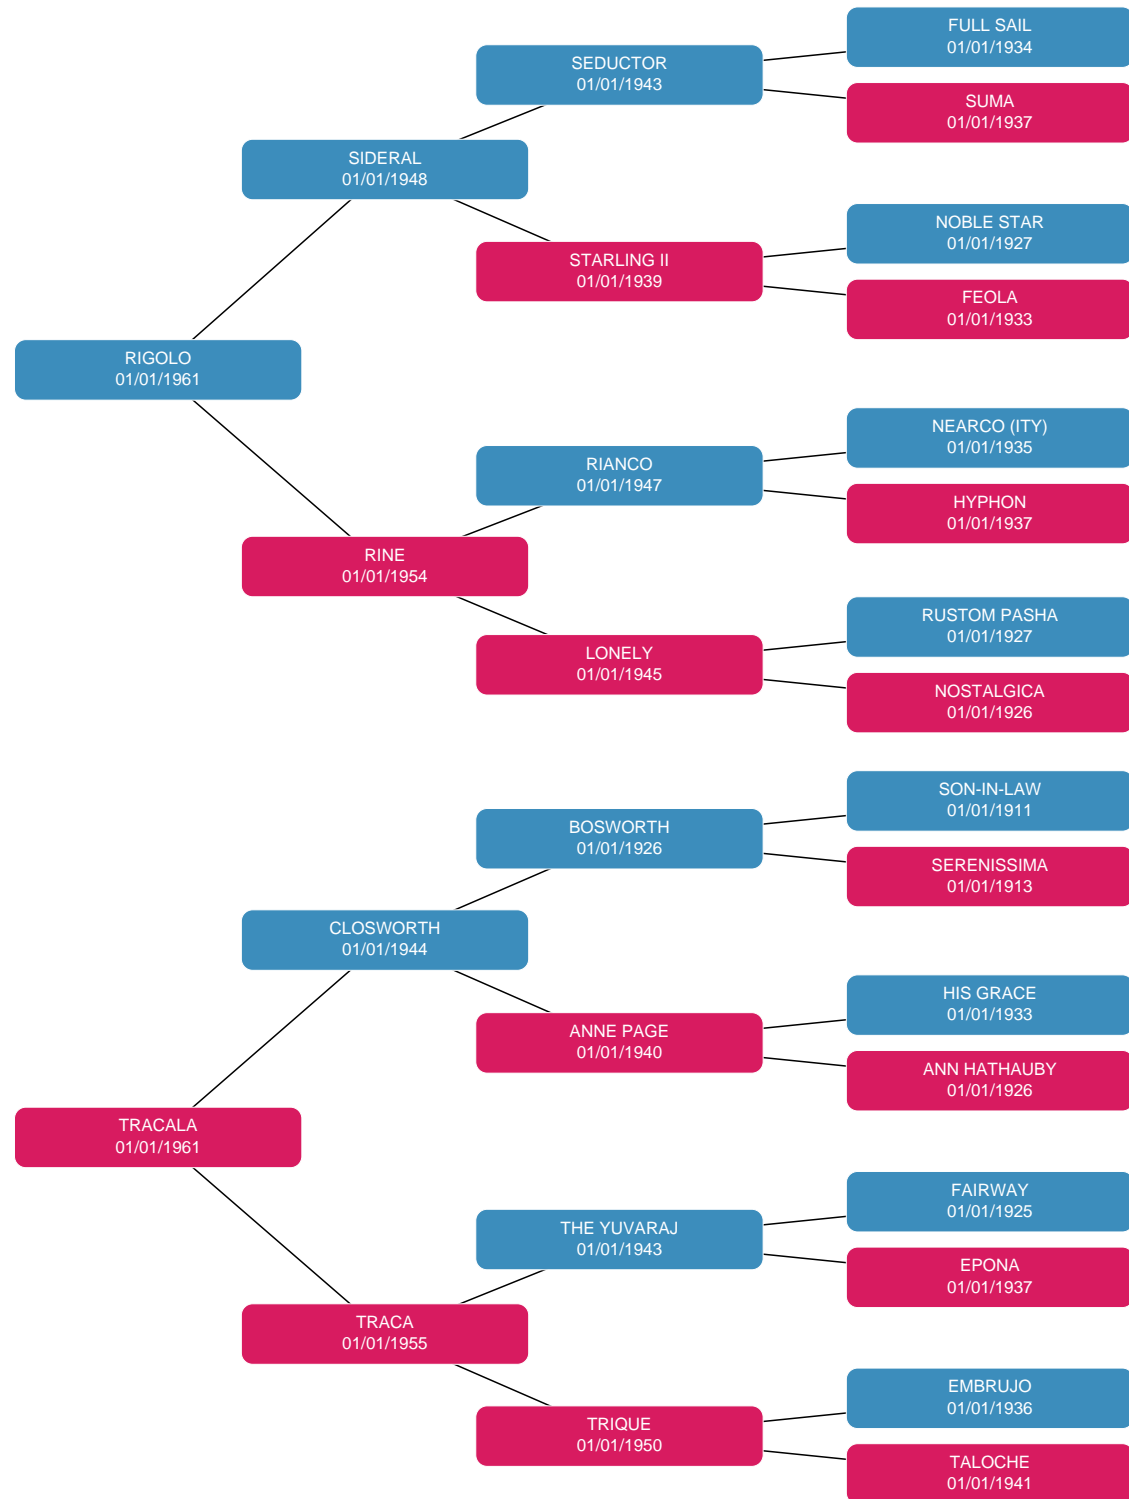 FULL SAIL
01/01/1934
SEDUCTOR
01/01/1943
SUMA
01/01/1937
SIDERAL
01/01/1948
NOBLE STAR
01/01/1927
STARLING II
01/01/1939
FEOLA
01/01/1933
RIGOLO
01/01/1961
NEARCO (ITY)
01/01/1935
RIANCO
01/01/1947
HYPHON
01/01/1937
RINE
01/01/1954
RUSTOM PASHA
01/01/1927
LONELY
01/01/1945
NOSTALGICA
01/01/1926
SON-IN-LAW
01/01/1911
BOSWORTH
01/01/1926
SERENISSIMA
01/01/1913
CLOSWORTH
01/01/1944
HIS GRACE
01/01/1933
ANNE PAGE
01/01/1940
ANN HATHAUBY
01/01/1926
TRACALA
01/01/1961
FAIRWAY
01/01/1925
THE YUVARAJ
01/01/1943
EPONA
01/01/1937
TRACA
01/01/1955
EMBRUJO
01/01/1936
TRIQUE
01/01/1950
TALOCHE
01/01/1941